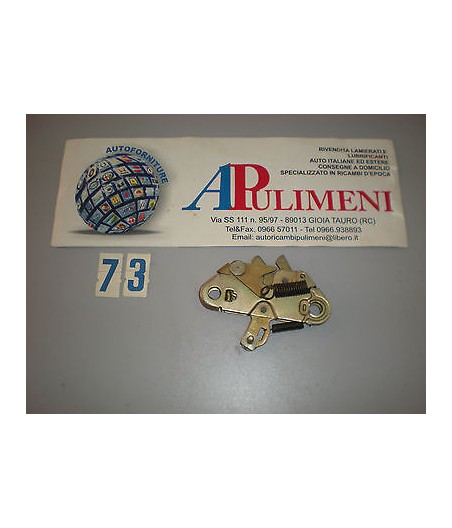 AUTOFORNITURE
RIVENDITA LAMIERATI E
LUBRIFICANTI
AUTO ITALIANE ED ESTERE
CONSEGNE A DOMICILIO
SPECIALIZZATO IN RICAMBI D'EPOCA
APULIMENI
Via SS 111 n. 95/97 - 89013 GIOIA TAURO (RC)
Tel&Fax. 0966 57011 - Tel 0966.938893
Email: autoricambipulimeni@libero.it
73